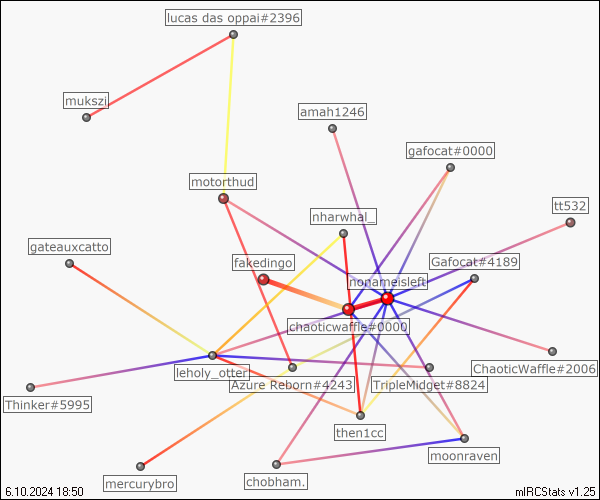 lucas das oppai#2396
mukszi
amah1246
gafocat#0000
motorthud
tt532
nharwhal_
gateauxcatto
fakedingo
Gafocat#4189
nonameisleft
chaoticwaffle#0000
ChaoticWaffle#2006
leholy_otter
Azure Reborn#4243
TripleMidget#8824
Thinker#5995
then1cc
moonraven
mercurybro
chobham.
6.10.2024 18:50
mIRCStats v1.25